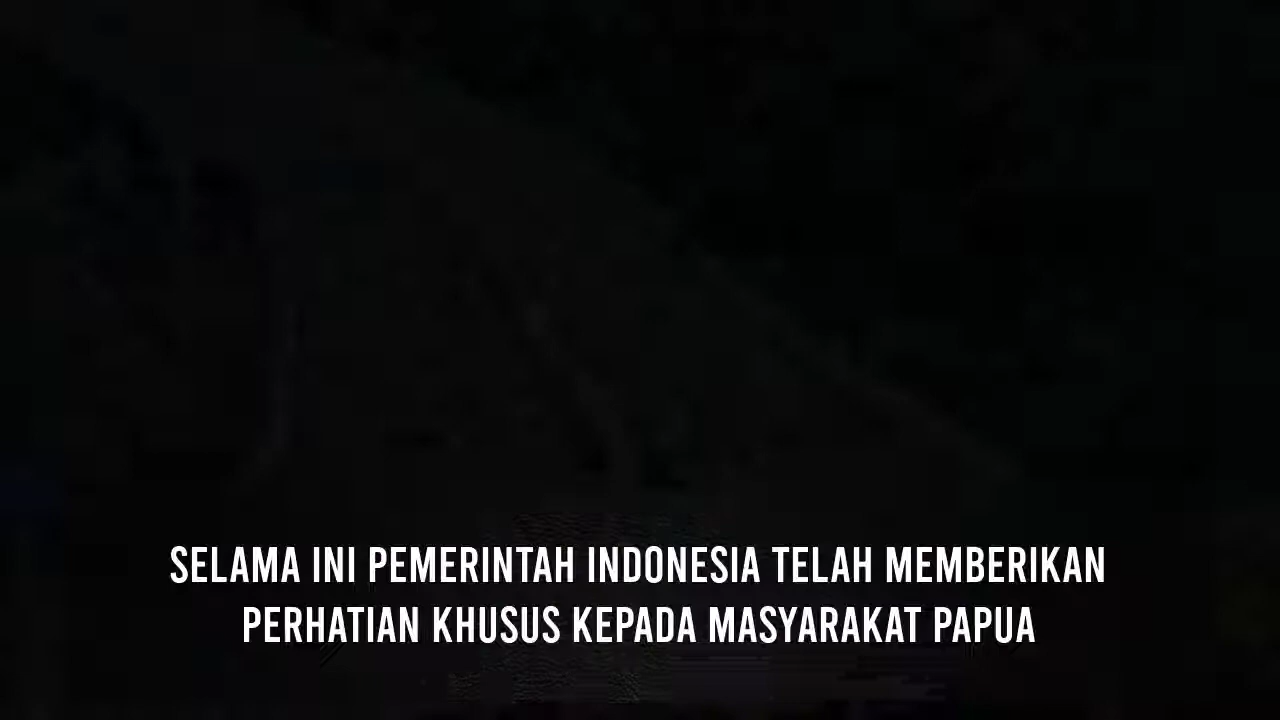 SELAMA INI PEMERINTAH INDONESIA TELAH MEMBERIKAN
PERHATIAN KHUSUS KEPADA MASYARAKAT PAPUA